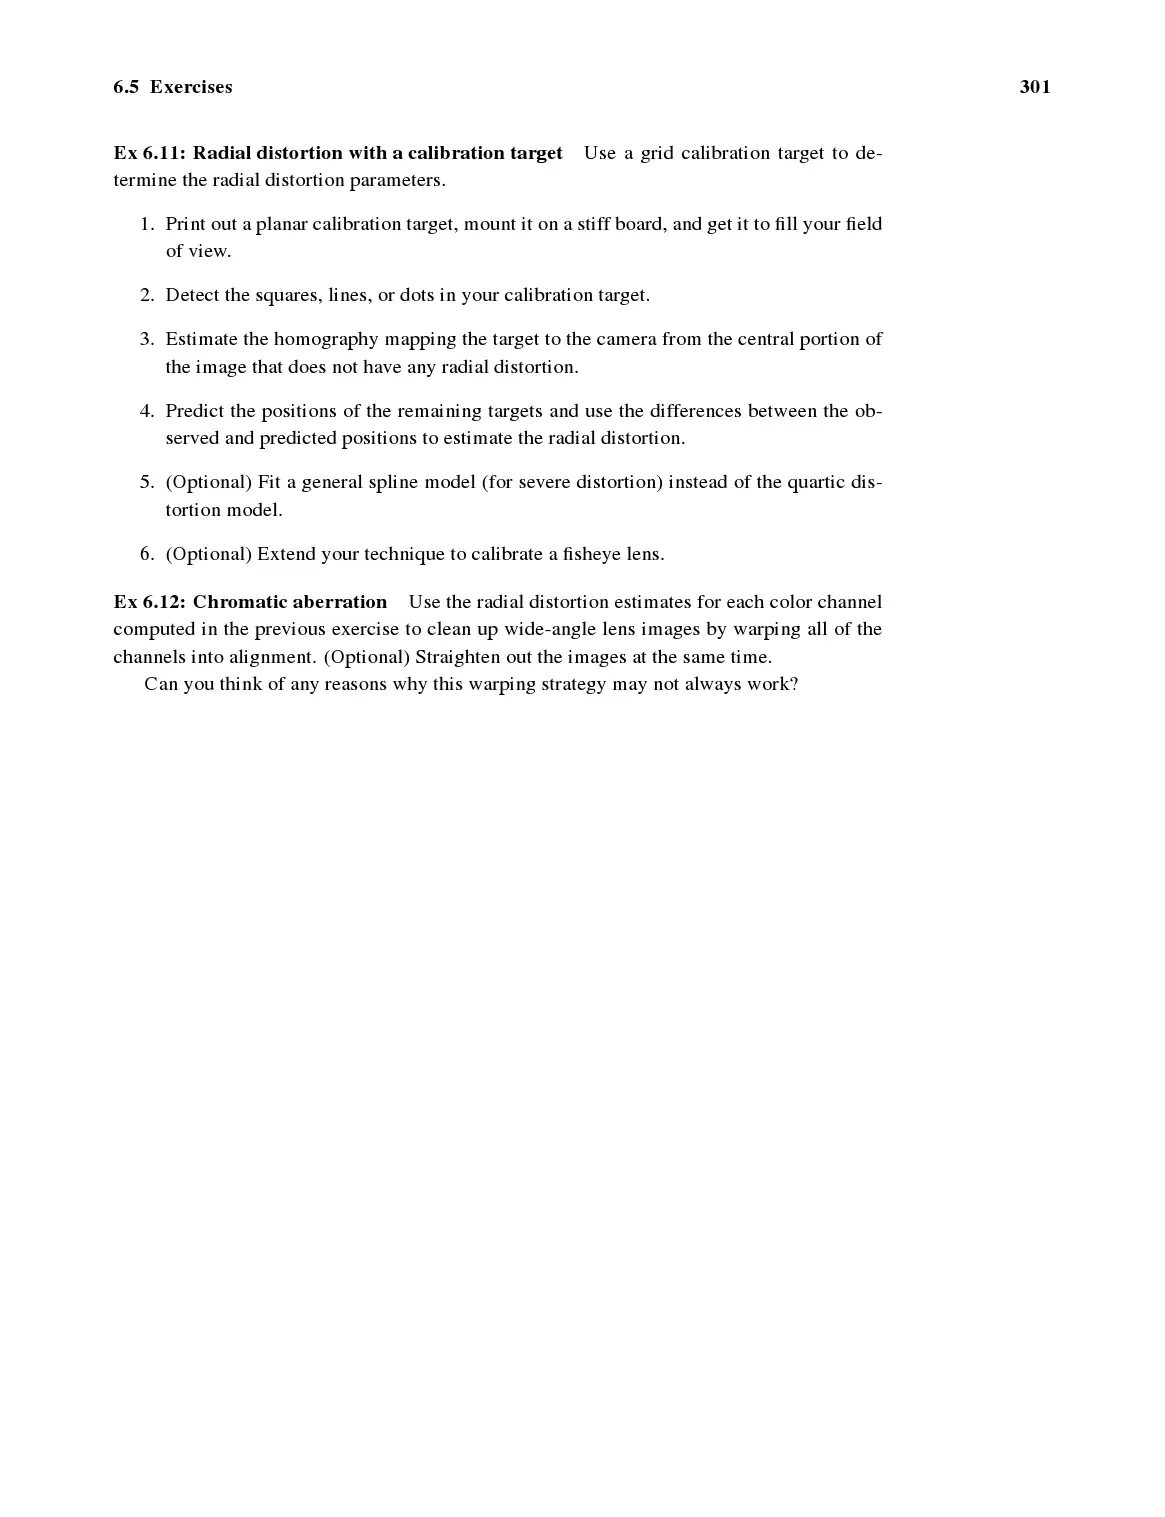 6.5 Exercises 301
Ex 6.11: Radial distortion with a calibration target Use a grid calibration target to de-
termine the radial distortion parameters.
1. Print out a planar calibration target, mount it on a stiff board, and get it to fill your field
of view.
2. Detect the squares, lines, or dots in your calibration target.
3. Estimate the homography mapping the target to the camera from the central portion of
the image that does not have any radial distortion.
4. Predict the positions of the remaining targets and use the differences between the ob-
served and predicted positions to estimate the radial distortion.
5. (Optional) Fit a general spline model (for severe distortion) instead of the quartic dis-
tortion model.
6. (Optional) Extend your technique to calibrate a fisheye lens.
Ex 6.12: Chromatic aberration Use the radial distortion estimates for each color channel
computed in the previous exercise to clean up wide-angle lens images by warping all of the
channels into alignment. (Optional) Straighten out the images at the same time.
Can you think of any reasons why this warping strategy may not always work?